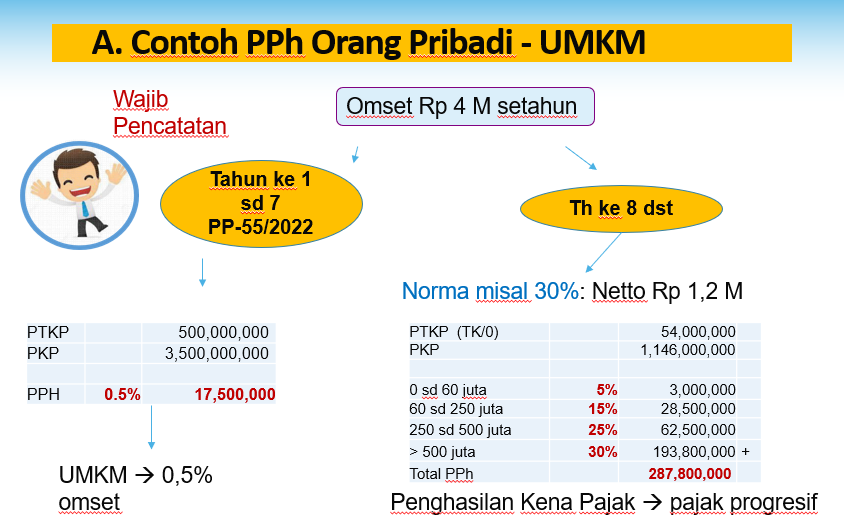 A. Contoh PPh Orang Pribadi - UMKM
Wajib
Pencatatan
Omset Rp 4 M setahun
Tahun ke 1
sd 7
PP-55/2022
Th ke 8 dst
Norma misal 30%: Netto Rp 1,2 M
PTKP 500,000,000
PKP 3,500,000,000
PPH 0.5% 17,500,000
UMKM → 0,5%
omset
PTKP (TK/0) 54,000,000
PKP 1,146,000,000
0 sd 60 juta 5% 3,000,000
60 sd 250 juta 15% 28,500,000
250 sd 500 juta 25% 62,500,000
> 500 juta 30% 193,800,000 +
Total PPh 287,800,000
Penghasilan Kena Pajak → pajak progresif